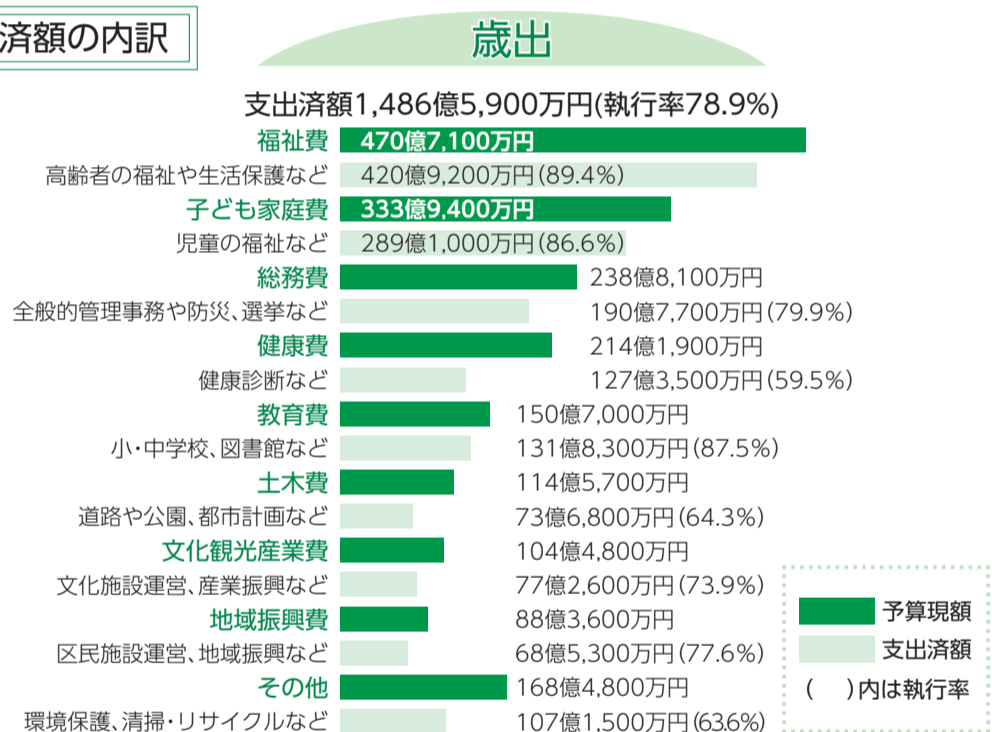 済額の内訳
歳出
支出済額1,486億5,900万円(執行率78.9%)
福祉費 470億7,100万円
高齢者の福祉や生活保護など 420億9,200万円(89.4%)
子ども家庭費 333億9,400万円
児童の福祉など 289億1,000万円(86.6%)
総務費 238億8,100万円
全般的管理事務や防災、選挙など 190億7,700万円(79.9%)
健康費 214億1,900万円
健康診断など 127億3,500万円(59.5%)
教育費 150億7,000万円
小・中学校、図書館など 131億8,300万円(87.5%)
土木費 114億5,700万円
道路や公園、都市計画など 73億6,800万円(64.3%)
文化観光産業費 104億4,800万円
文化施設運営、産業振興など 77億2,600万円(73.9%)
地域振興費 88億3,600万円
区民施設運営、地域振興など 68億5,300万円(77.6%)
その他 168億4,800万円
環境保護、清掃・リサイクルなど 107億1,500万円(63.6%)
予算現額
支出済額
( )内は執行率